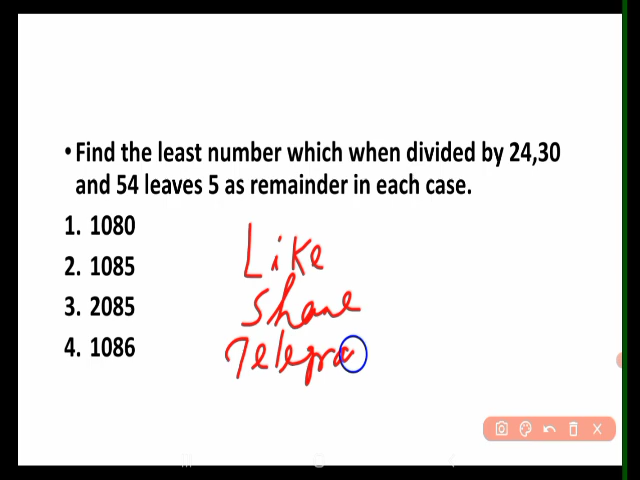 • Find the least number which when divided by 24,30
and 54 leaves 5 as remainder in each case.
1. 1080
2. 1085
3. 2085
4. 1086
Like
Share
Telegra